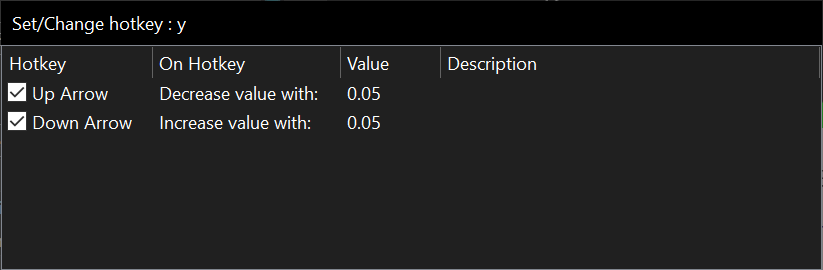 Set/Change hotkey : y
Hotkey On Hotkey Value Description
Up Arrow Decrease value with: 0.05
Down Arrow Increase value with: 0.05